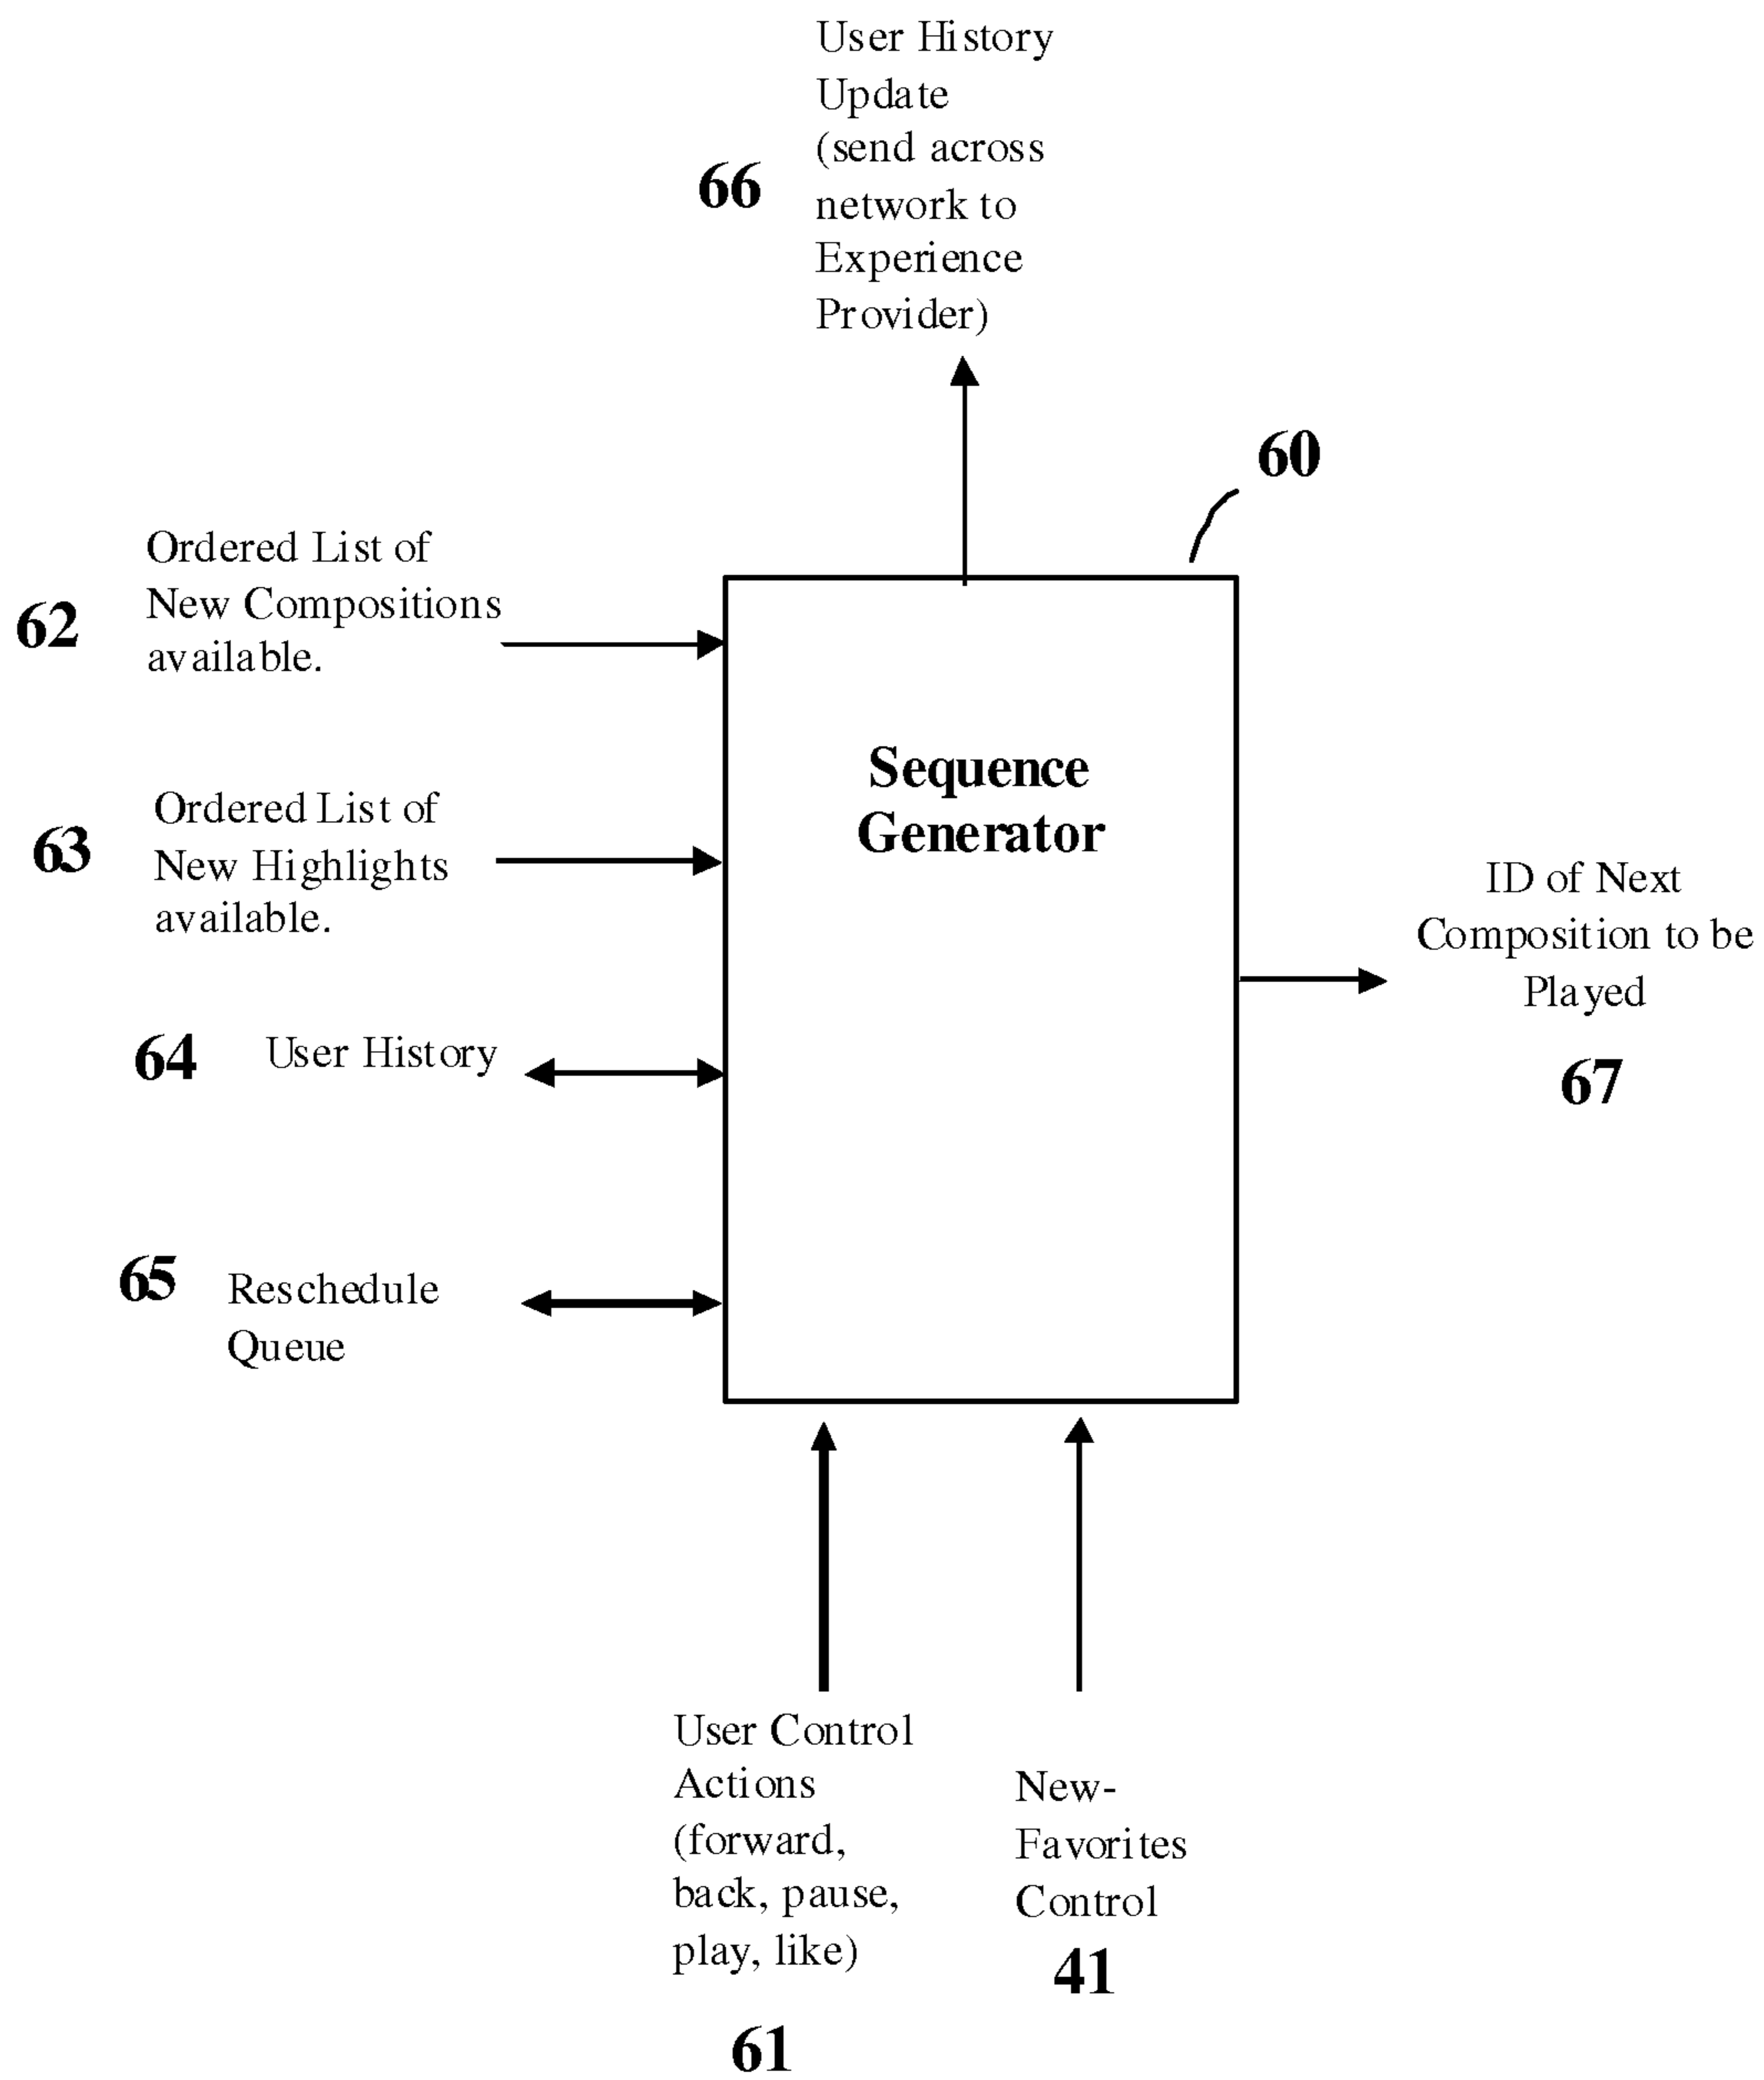 User History
Update
(send across
network to
Experience
Provider)
66
60
Ordered List of
New Compositions
available.
62
Sequence
Generator
Ordered List of
New Highlights
available.
63
ID of Next
Composition to be
Played
67
64
User History
65
Reschedule
Queue
User Control
Actions
(forward,
back, pause,
play, like)
61
New-
Favorites
Control
41